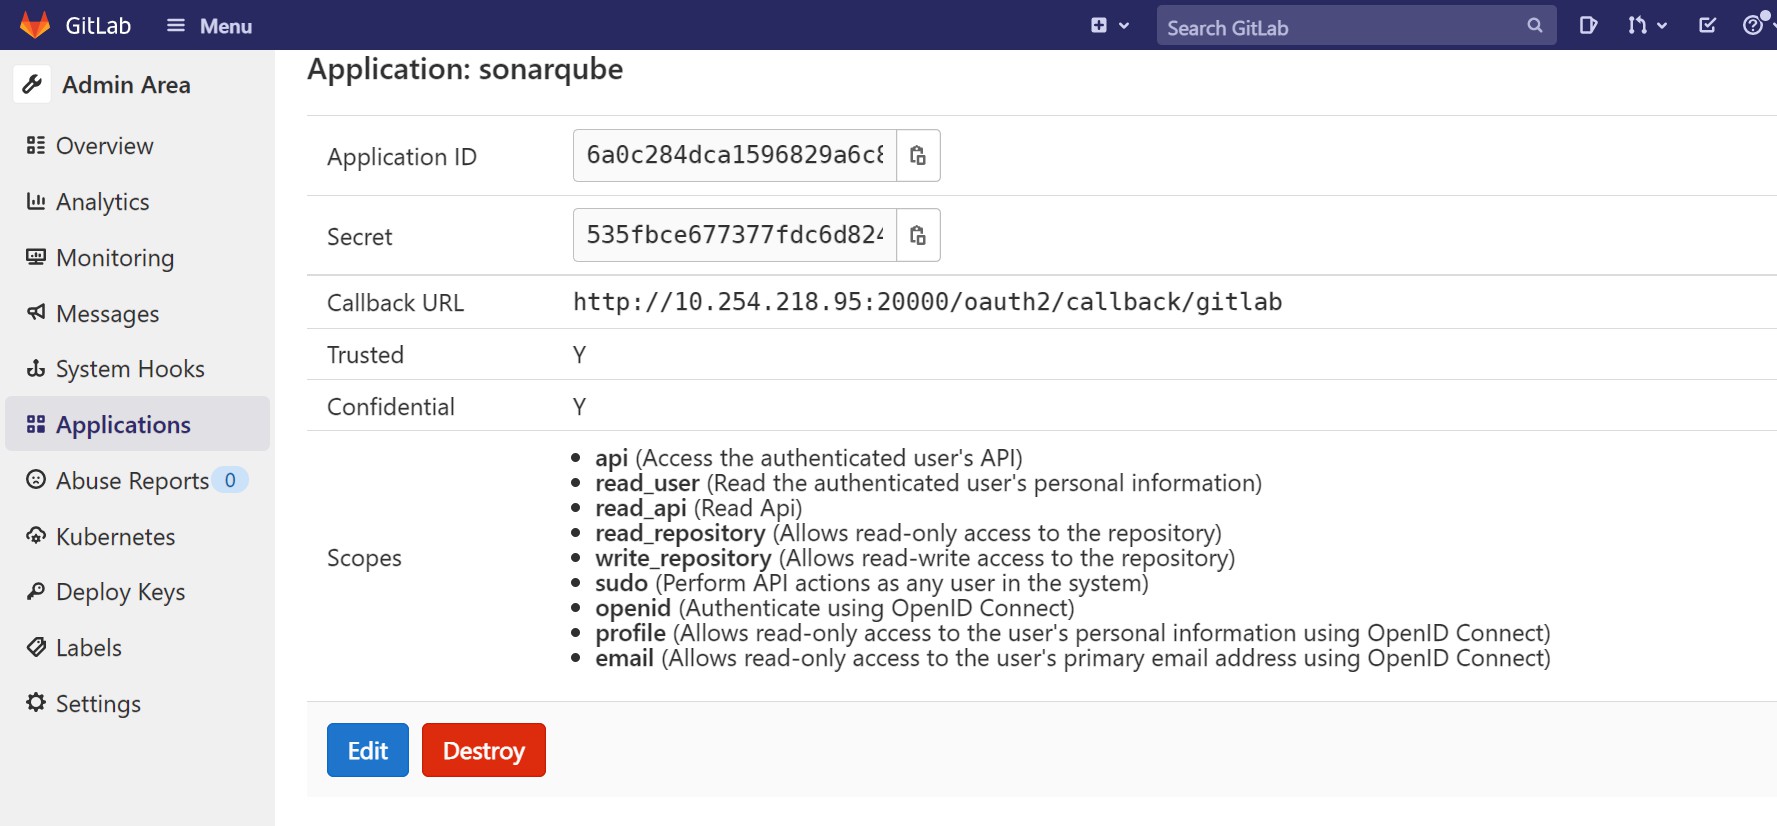 GitLab Menu Search GitLab
Admin Area
Overview
Analytics
Monitoring
Messages
System Hooks
Applications
Abuse Reports 0
Kubernetes
Deploy Keys
Labels
Settings
Application: sonarqube
Application ID 6a0c284dca1596829a6c8
Secret 535fbce677377fdc6d824
Callback URL http://10.254.218.95:20000/oauth2/callback/gitlab
Trusted Y
Confidential Y
Scopes
• api (Access the authenticated user's API)
• read_user (Read the authenticated user's personal information)
• read_api (Read Api)
• read_repository (Allows read-only access to the repository)
• write_repository (Allows read-write access to the repository)
• sudo (Perform API actions as any user in the system)
• openid (Authenticate using OpenID Connect)
• profile (Allows read-only access to the user's personal information using OpenID Connect)
• email (Allows read-only access to the user's primary email address using OpenID Connect)
Edit Destroy